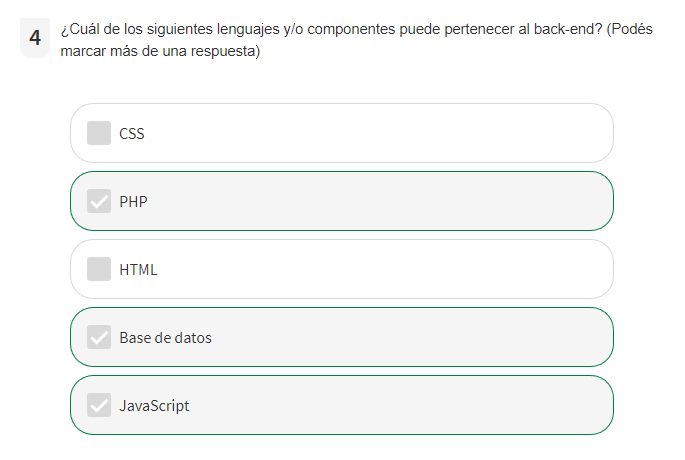 4
¿Cuál de los siguientes lenguajes y/o componentes puede pertenecer al back-end? (Podés
marcar más de una respuesta)
CSS
PHP
HTML
Base de datos
JavaScript